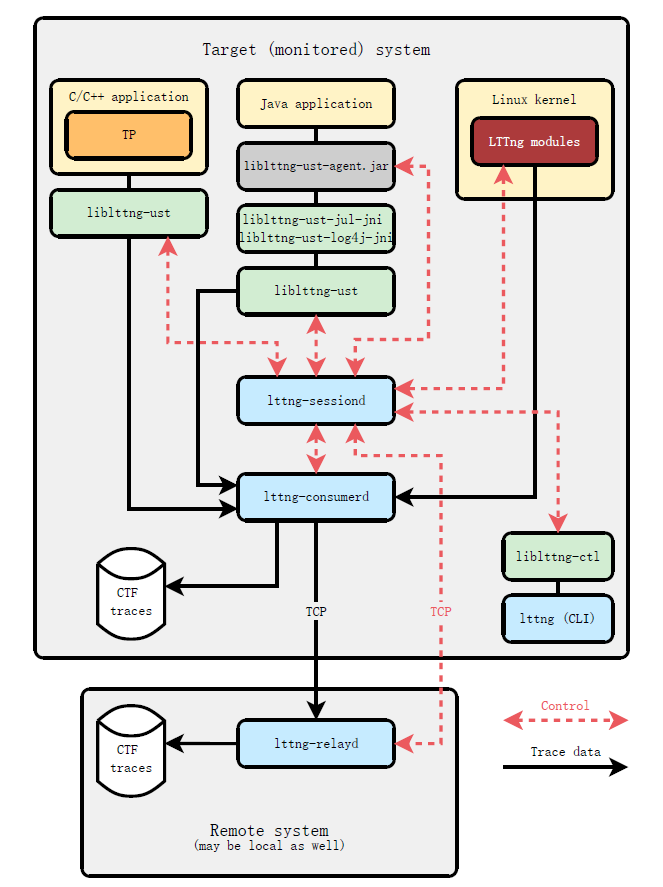 Target (monitored) system
C/C++ application
TP
Java application
Linux kernel
LTTng modules
liblttng-ust-agent.jar
liblttng-ust
liblttng-ust-jul-jni
liblttng-ust-log4j-jni
liblttng-ust
lttng-sessiond
lttng-consumerd
liblttng-ctl
lttng (CLI)
CTF
traces
TCP
TCP
Control
Trace data
lttng-relayd
CTF
traces
Remote system
(may be local as well)